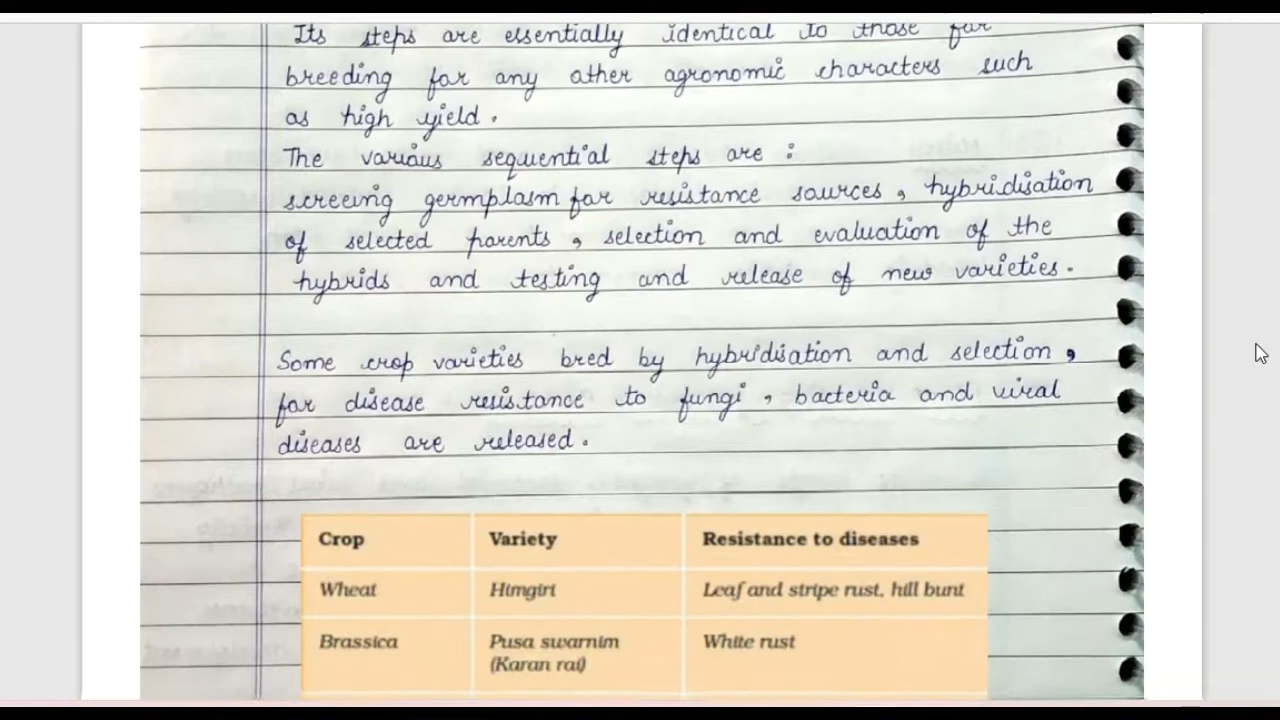 Its steps are essentially identical to those for
breeding for any other agronomic characters such
as high yield.
The various sequential steps are :
screeing germplasm for resistance sources, hybridisation
of selected parents, selection and evaluation of the
hybrids and testing and release of new varieties.
Some crop varieties bred by hybridisation and selection,
for disease resistance to fungi, bacteria and viral
diseases are released.
Crop Variety Resistance to diseases
Wheat Himgiri Leaf and stripe rust, hill bunt
Brassica Pusa swarnim White rust
(Karan rai)